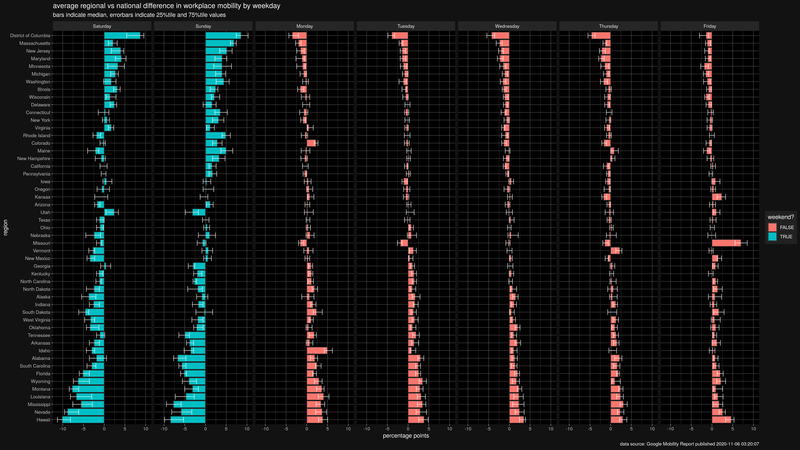 average regional vs national difference in workplace mobility by weekday
bars indicate median, errorbars indicate 25%tile and 75%tile values
Saturday Sunday Monday Tuesday Wednesday Thursday Friday
District of Columbia
Massachusetts
New Jersey
Maryland
Minnesota
Michigan
Washington
Illinois
Wisconsin
Delaware
Connecticut
New York
Virginia
Rhode Island
Colorado
Maine
New Hampshire
California
Pennsylvania
Iowa
Oregon
Kansas
Arizona
Utah
Texas
Ohio
Nebraska
Missouri
Vermont
New Mexico
Georgia
Kentucky
North Carolina
North Dakota
Alaska
Indiana
South Dakota
West Virginia
Oklahoma
Tennessee
Arkansas
Idaho
Alabama
South Carolina
Florida
Wyoming
Montana
Louisiana
Mississippi
Nevada
Hawaii
region
-10 -5 0 5 10 -10 -5 0 5 10 -10 -5 0 5 10 -10 -5 0 5 10 -10 -5 0 5 10 -10 -5 0 5 10 -10 -5 0 5 10
percentage points
weekend?
FALSE
TRUE
data source: Google Mobility Report published 2020-11-06 03:20:07